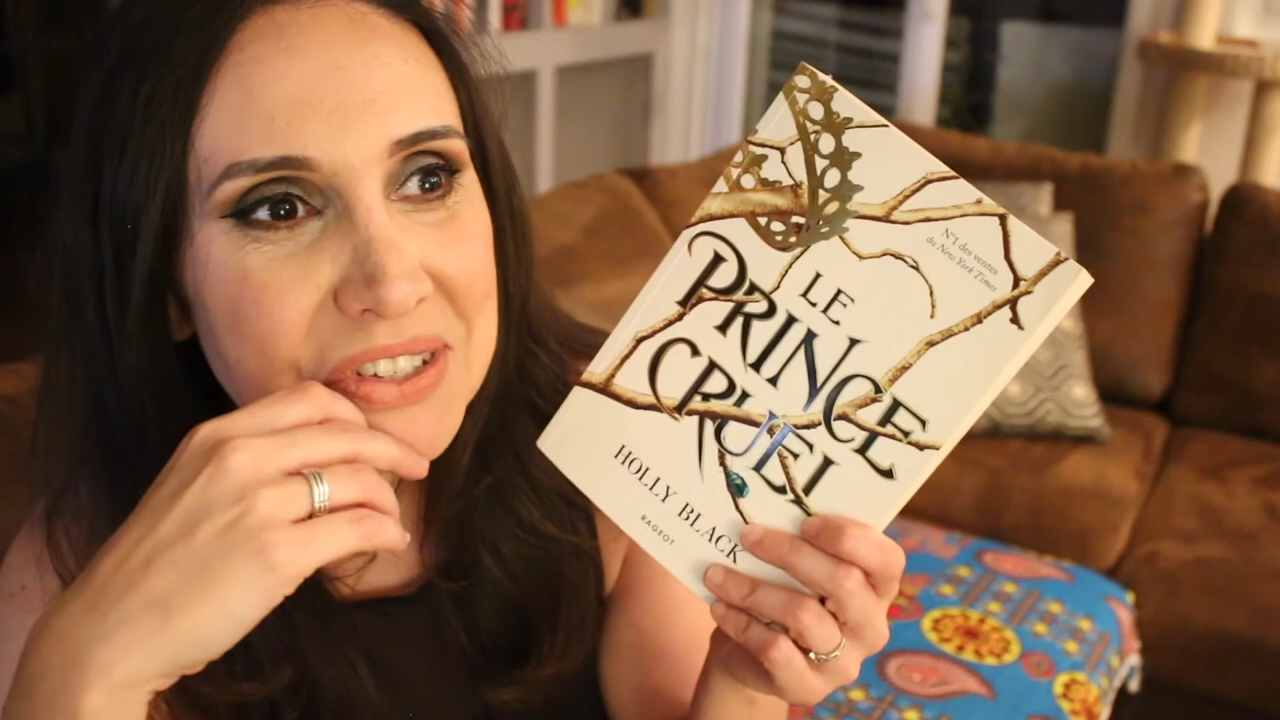 N°1 des ventes
du New York Times
LE
PRINCE
CRUEL
HOLLY BLACK
RAGEOT